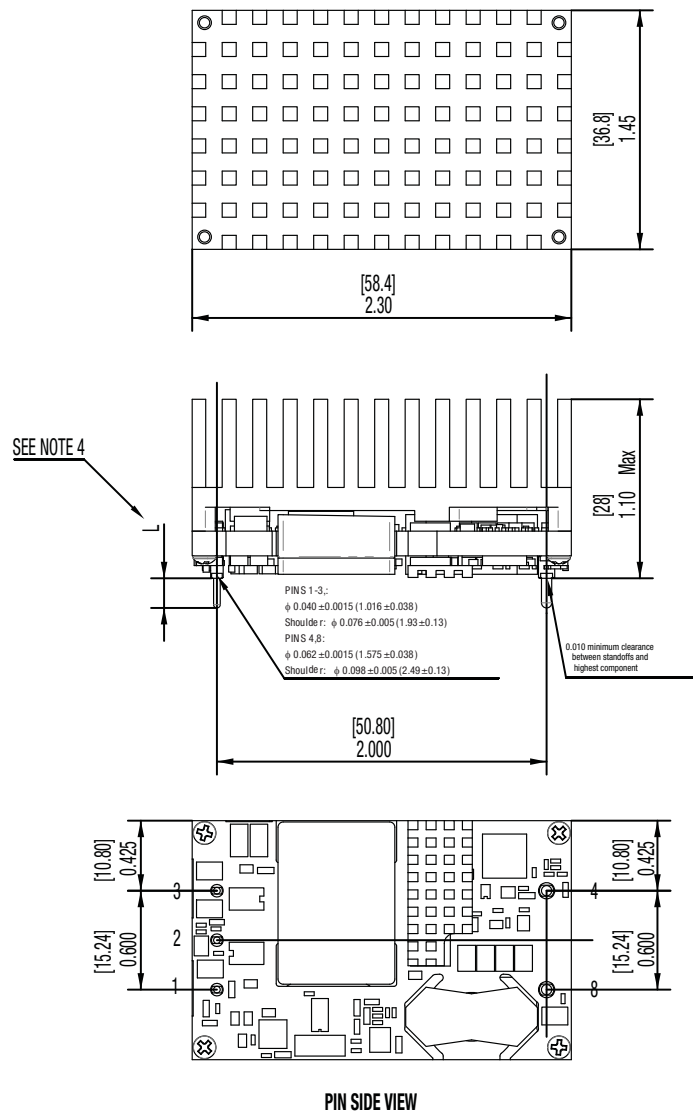 [36.8]
1.45
[58.4]
2.30
SEE NOTE 4
L
[28]
1.10 Max
PINS 1-3,:
ϕ 0.040 ±0.0015 (1.016 ±0.038)
Shoulder: ϕ 0.076 ±0.005 (1.93 ±0.13)
PINS 4,8:
ϕ 0.062 ±0.0015 (1.575 ±0.038)
Shoulder: ϕ 0.098 ±0.005 (2.49 ±0.13)
0.010 minimum clearance
between standoffs and
highest component
[50.80]
2.000
[10.80]
0.425
[10.80]
0.425
3
4
[15.24]
0.600
2
[15.24]
0.600
1
8
PIN SIDE VIEW